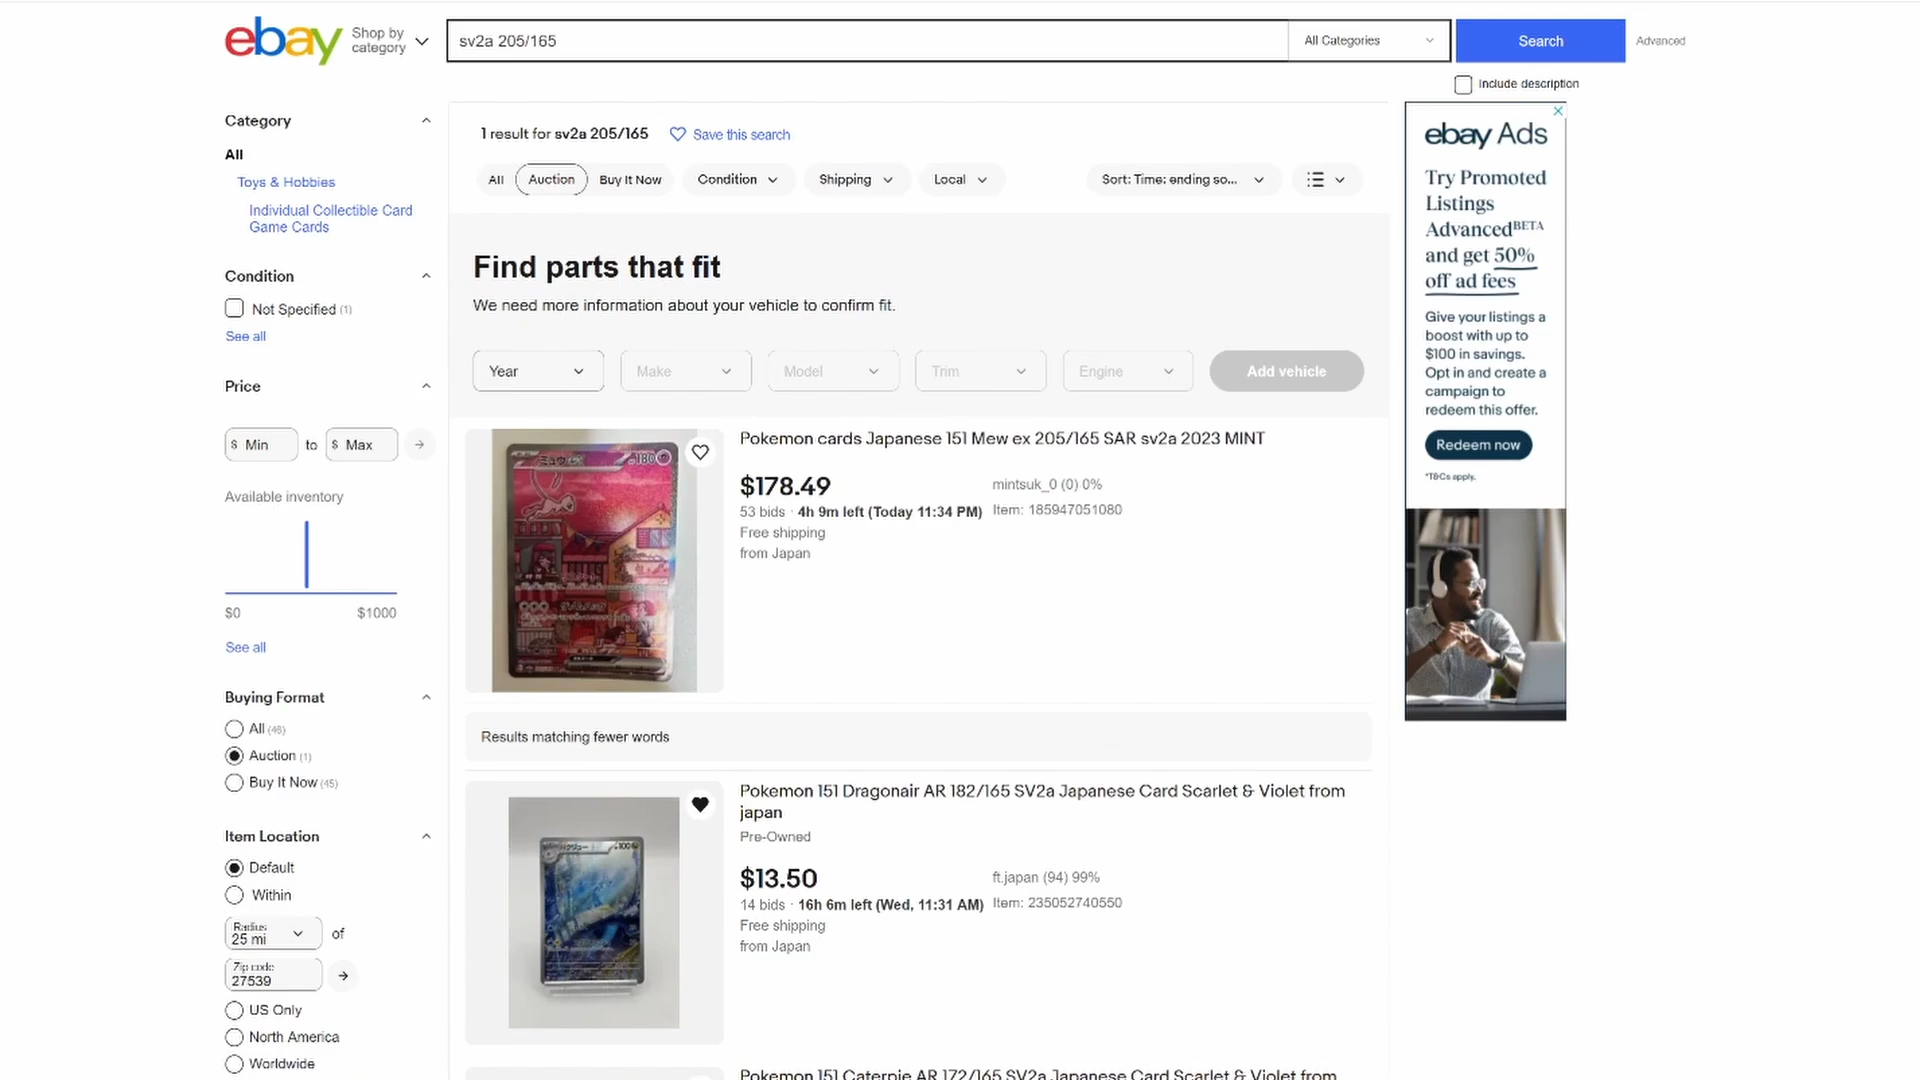 ebay
Shop by
category
sv2a 205/165
All Categories
Search
Advanced
Include description
Category
All
Toys & Hobbies
Individual Collectible Card
Game Cards
Condition
Not Specified (1)
See all
Price
$ Min
to
$ Max
Available inventory
$0
$1000
See all
Buying Format
All (46)
Auction (1)
Buy It Now (45)
Item Location
Default
Within
Radius
25 mi
of
Zip code
27539
US Only
North America
Worldwide
1 result for sv2a 205/165
Save this search
All
Auction
Buy It Now
Condition
Shipping
Local
Sort: Time: ending so...
Find parts that fit
We need more information about your vehicle to confirm fit.
Year
Make
Model
Trim
Engine
Add vehicle
Pokemon cards Japanese 151 Mew ex 205/165 SAR sv2a 2023 MINT
$178.49
mintsuk_0 (0) 0%
53 bids · 4h 9m left (Today 11:34 PM)
Item: 185947051080
Free shipping
from Japan
180
Results matching fewer words
Pokemon 151 Dragonair AR 182/165 SV2a Japanese Card Scarlet & Violet from
japan
Pre-Owned
$13.50
ft.japan (94) 99%
14 bids · 16h 6m left (Wed, 11:31 AM)
Item: 235052740550
Free shipping
from Japan
100
Pokemon 151 Caterpie AR 172/165 SV2a Japanese Card Scarlet & Violet from
ebay Ads
Try Promoted
Listings
Advanced BETA
and get 50%
off ad fees
Give your listings a
boost with up to
$100 in savings.
Opt in and create a
campaign to
redeem this offer.
Redeem now
*T&Cs apply.